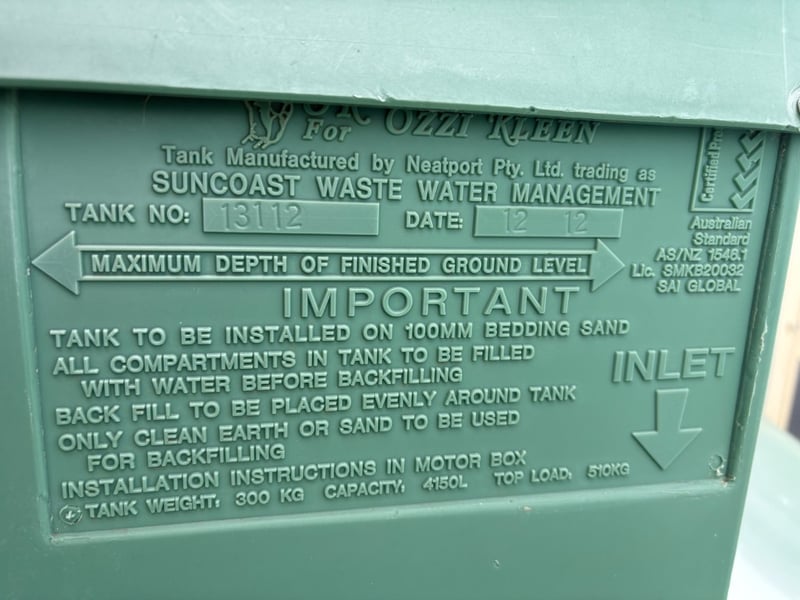 For OZZI KLEEN
Tank Manufactured by Neatport Pty. Ltd. trading as
SUNCOAST WASTE WATER MANAGEMENT
TANK NO: 13112 DATE: 12 12
MAXIMUM DEPTH OF FINISHED GROUND LEVEL
IMPORTANT
TANK TO BE INSTALLED ON 100MM BEDDING SAND
ALL COMPARTMENTS IN TANK TO BE FILLED
WITH WATER BEFORE BACKFILLING
BACK FILL TO BE PLACED EVENLY AROUND TANK
ONLY CLEAN EARTH OR SAND TO BE USED
FOR BACKFILLING
INSTALLATION INSTRUCTIONS IN MOTOR BOX
TANK WEIGHT: 300 KG CAPACITY: 4150L TOP LOAD: 510KG
Certified
Australian
Standard
AS/NZ 1546.1
Lic. SMKB20032
SAI GLOBAL
INLET